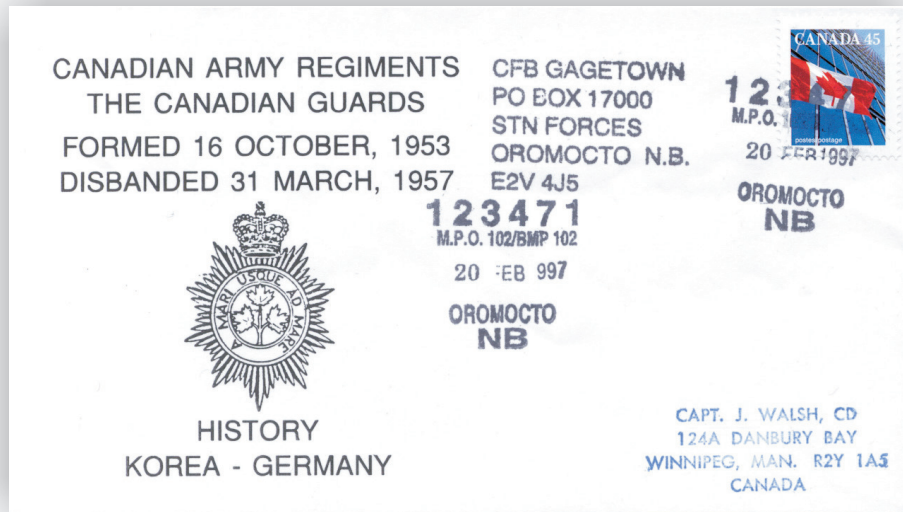 CANADIAN ARMY REGIMENTS
THE CANADIAN GUARDS
FORMED 16 OCTOBER, 1953
DISBANDED 31 MARCH, 1957
A MARI USQUE AD MARE
HISTORY
KOREA - GERMANY
CFB GAGETOWN
PO BOX 17000
STN FORCES
OROMOCTO N.B.
E2V 4J5
123471
M.P.O. 102/BMP 102
20 FEB 997
OROMOCTO
NB
CANADA 45
postes/postage
M.P.O.
20 FEB 1997
OROMOCTO
NB
CAPT. J. WALSH, CD
124A DANBURY BAY
WINNIPEG, MAN. R2Y 1A5
CANADA